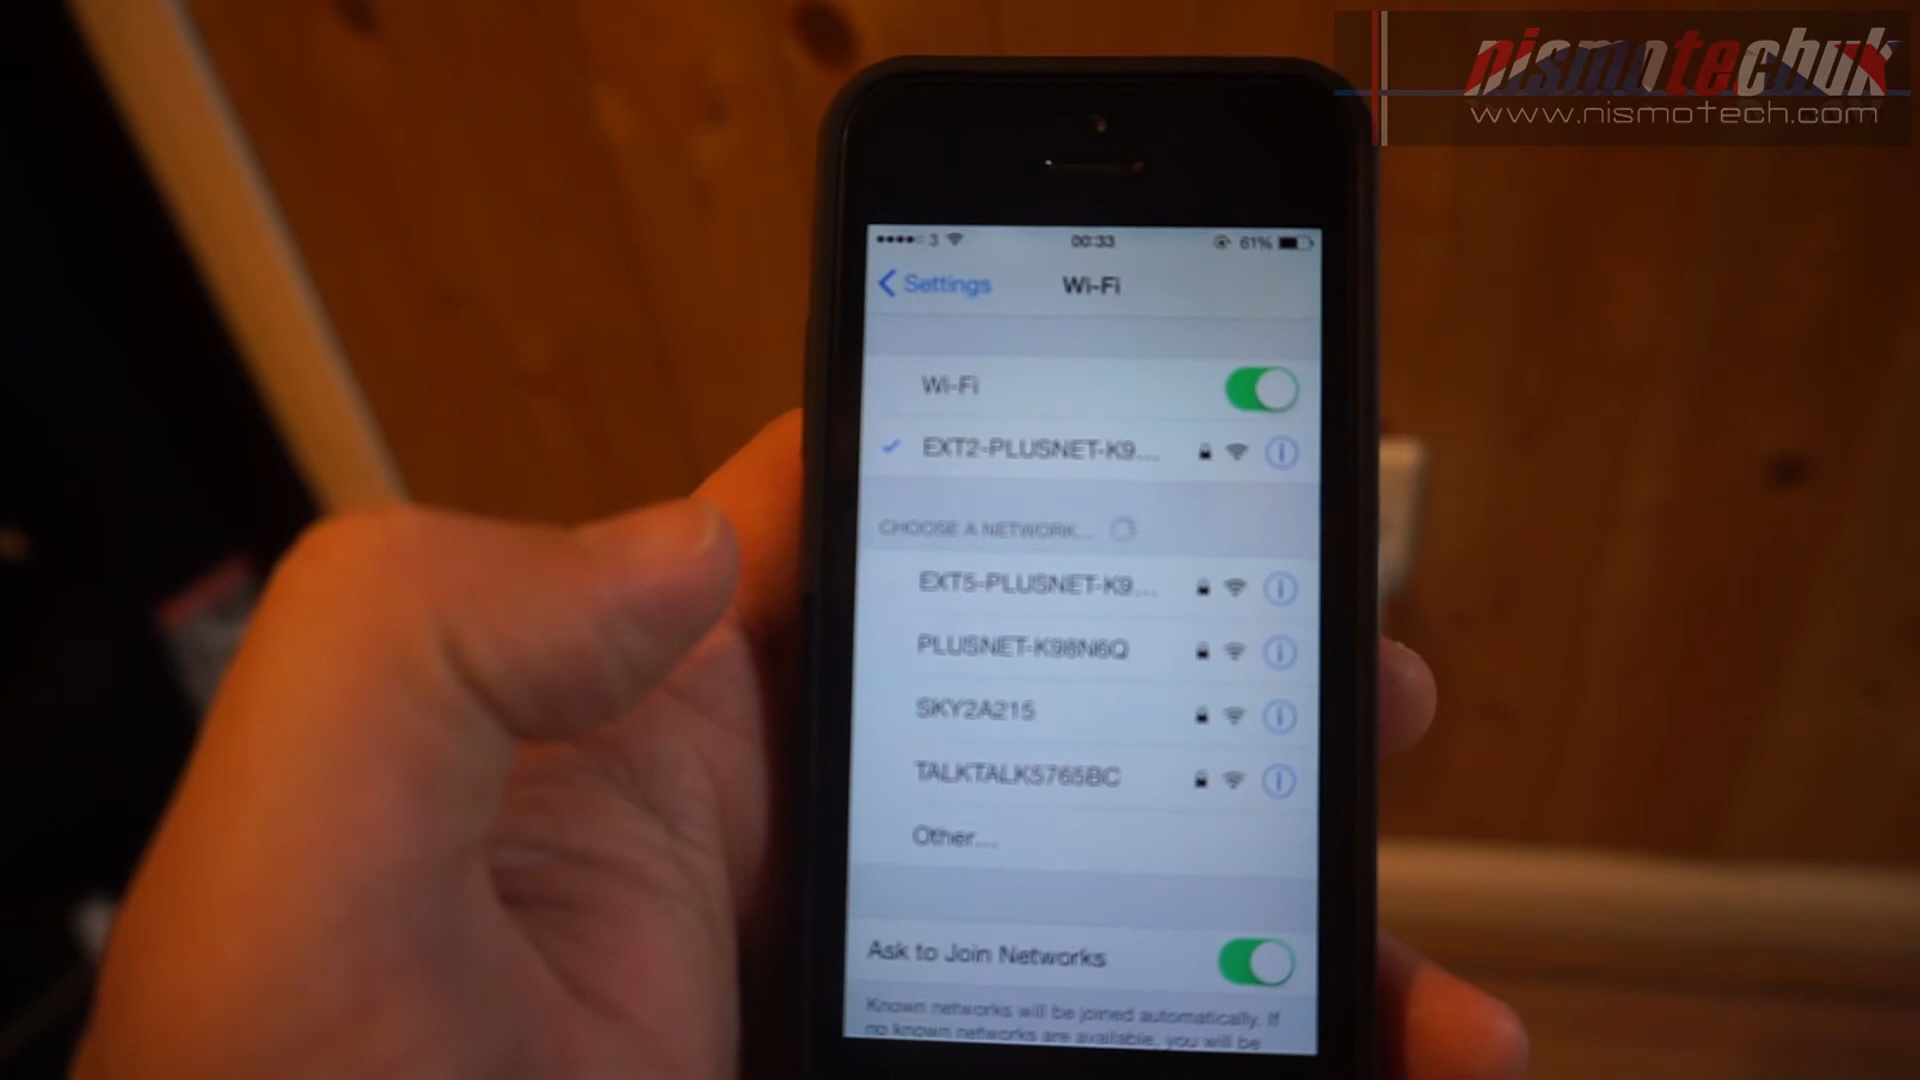 nismotechuk
www.nismotech.com
3 00:33 61%
Settings Wi-Fi
Wi-Fi
EXT2-PLUSNET-K9...
CHOOSE A NETWORK...
EXT5-PLUSNET-K9...
PLUSNET-K98N6Q
SKY2A215
TALKTALK5765BC
Other...
Ask to Join Networks
Known networks will be joined automatically. If
no known networks are available, you will be